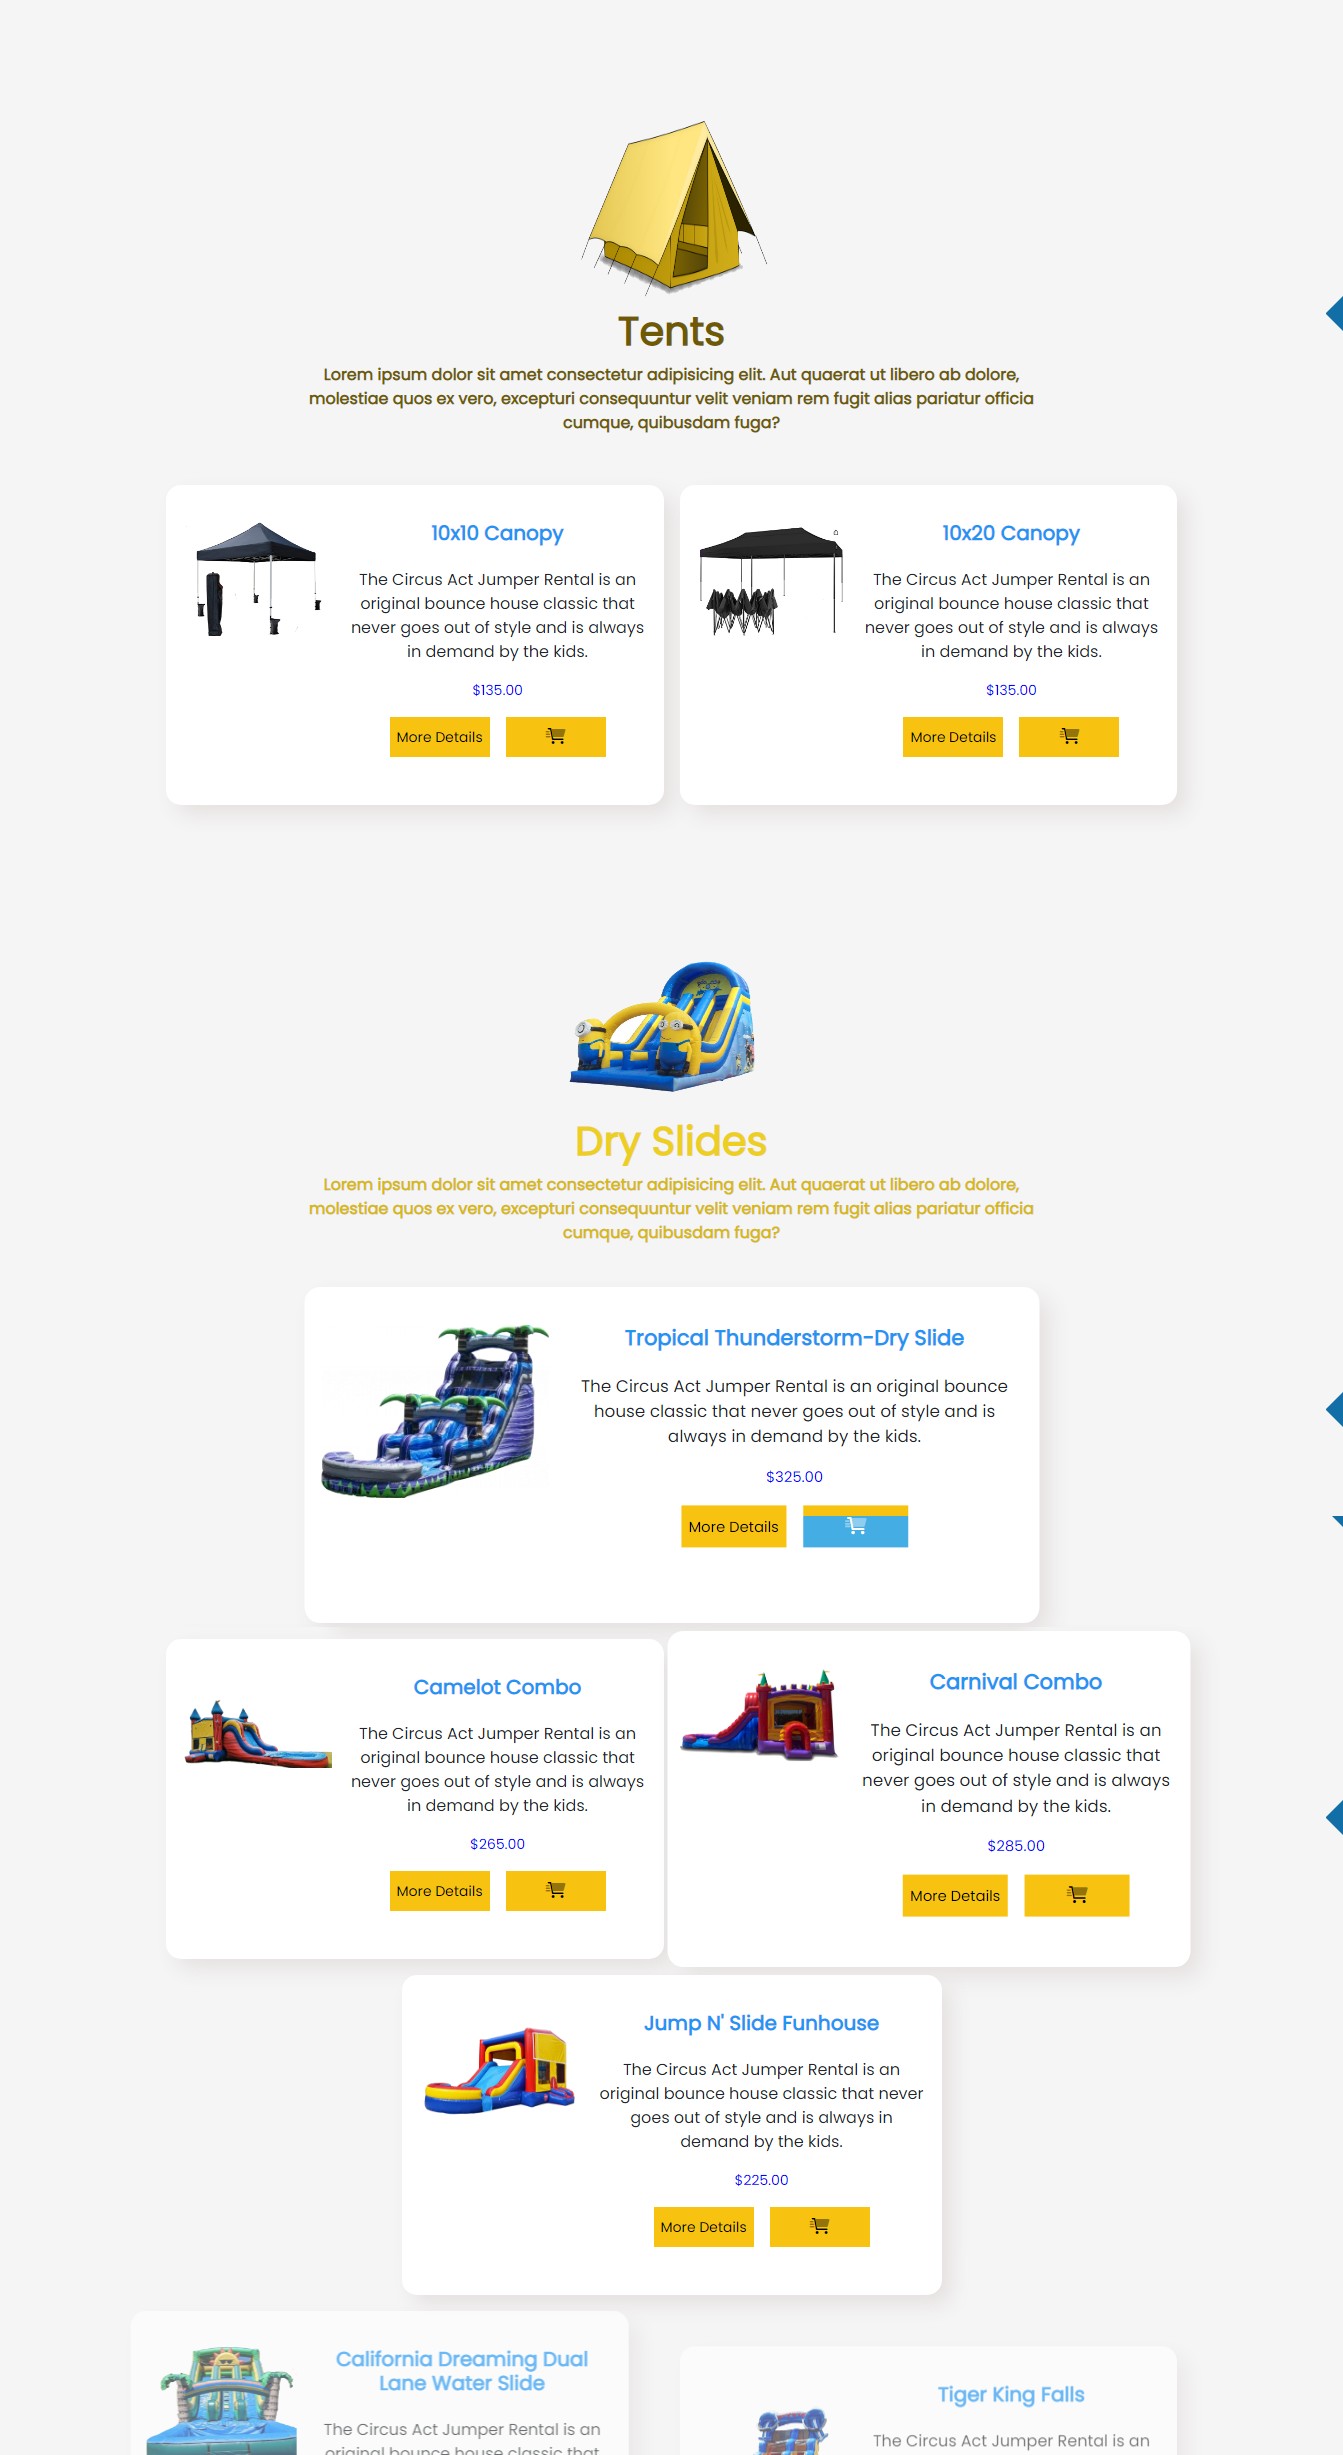 Tents
Lorem ipsum dolor sit amet consectetur adipisicing elit. Aut quaerat ut libero ab dolore,
molestiae quos ex vero, excepturi consequuntur velit veniam rem fugit alias pariatur officia
cumque, quibusdam fuga?
10x10 Canopy
The Circus Act Jumper Rental is an
original bounce house classic that
never goes out of style and is always
in demand by the kids.
$135.00
More Details
10x20 Canopy
The Circus Act Jumper Rental is an
original bounce house classic that
never goes out of style and is always
in demand by the kids.
$135.00
More Details
Dry Slides
Lorem ipsum dolor sit amet consectetur adipisicing elit. Aut quaerat ut libero ab dolore,
molestiae quos ex vero, excepturi consequuntur velit veniam rem fugit alias pariatur officia
cumque, quibusdam fuga?
Tropical Thunderstorm-Dry Slide
The Circus Act Jumper Rental is an original bounce
house classic that never goes out of style and is
always in demand by the kids.
$325.00
More Details
Camelot Combo
The Circus Act Jumper Rental is an
original bounce house classic that
never goes out of style and is always
in demand by the kids.
$265.00
More Details
Carnival Combo
The Circus Act Jumper Rental is an
original bounce house classic that
never goes out of style and is always
in demand by the kids.
$285.00
More Details
Jump N' Slide Funhouse
The Circus Act Jumper Rental is an
original bounce house classic that never
goes out of style and is always in
demand by the kids.
$225.00
More Details
California Dreaming Dual
Lane Water Slide
The Circus Act Jumper Rental is an
original bounce house classic that
Tiger King Falls
The Circus Act Jumper Rental is an